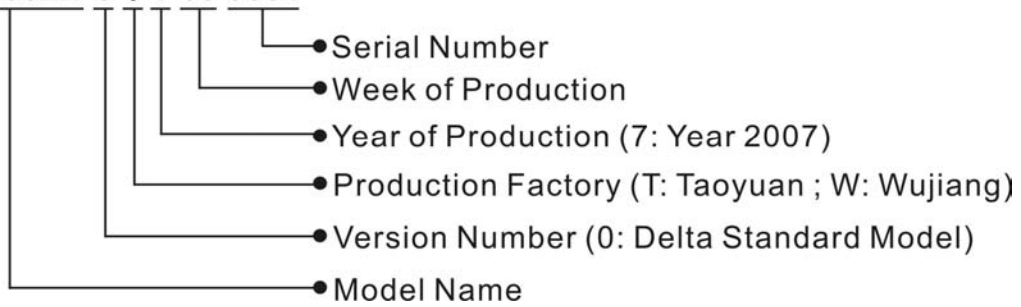 Serial Number
Week of Production
Year of Production (7: Year 2007)
Production Factory (T: Taoyuan ; W: Wujiang)
Version Number (0: Delta Standard Model)
Model Name